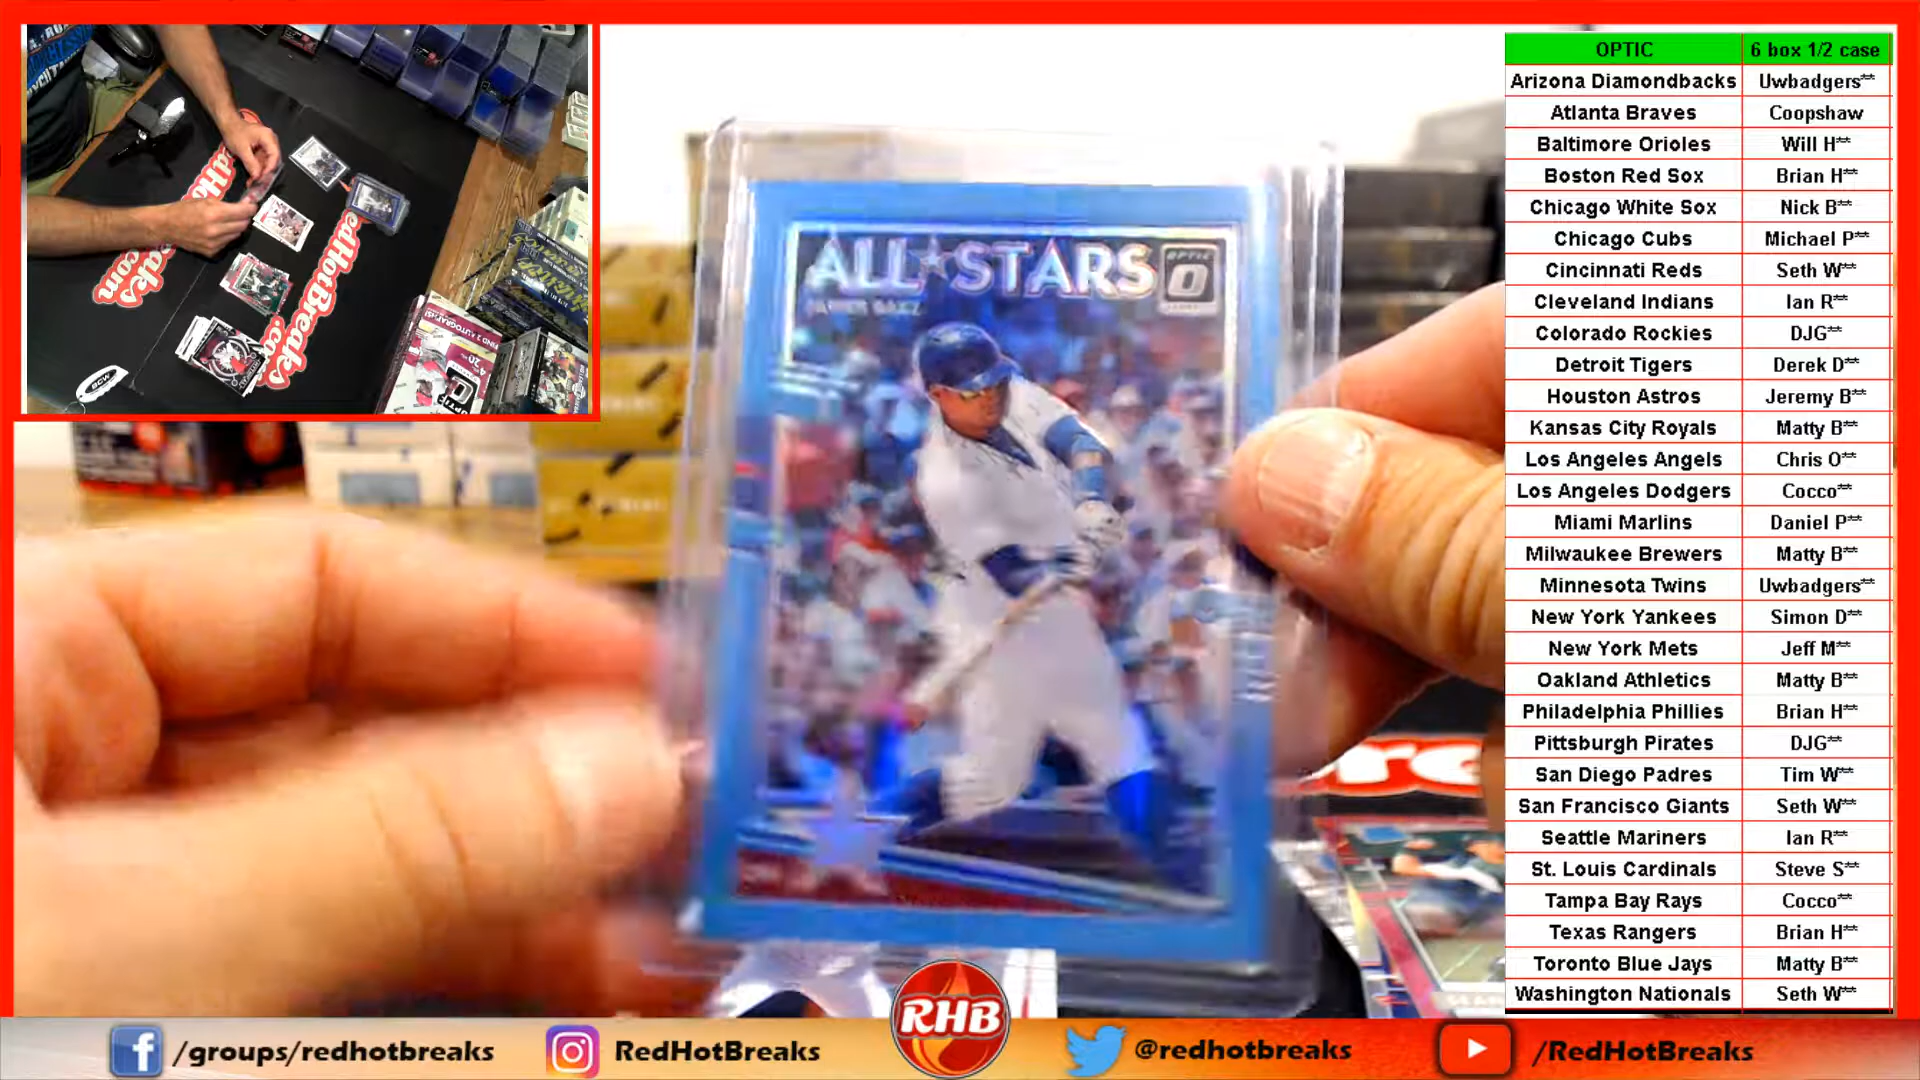 OPTIC 6 box 1/2 case
Arizona Diamondbacks Uwbadgers**
Atlanta Braves Coopshaw
Baltimore Orioles Will H**
Boston Red Sox Brian H**
Chicago White Sox Nick B**
Chicago Cubs Michael P**
Cincinnati Reds Seth W**
Cleveland Indians Ian R**
Colorado Rockies DJG**
Detroit Tigers Derek D**
Houston Astros Jeremy B**
Kansas City Royals Matty B**
Los Angeles Angels Chris O**
Los Angeles Dodgers Cocco**
Miami Marlins Daniel P**
Milwaukee Brewers Matty B**
Minnesota Twins Uwbadgers**
New York Yankees Simon D**
New York Mets Jeff M**
Oakland Athletics Matty B**
Philadelphia Phillies Brian H**
Pittsburgh Pirates DJG**
San Diego Padres Tim W**
San Francisco Giants Seth W**
Seattle Mariners Ian R**
St. Louis Cardinals Steve S**
Tampa Bay Rays Cocco**
Texas Rangers Brian H**
Toronto Blue Jays Matty B**
Washington Nationals Seth W**
ALL★STARS
OPTIC
RedHotBreaks
.com
BCW
RHB
/groups/redhotbreaks
RedHotBreaks
@redhotbreaks
/RedHotBreaks